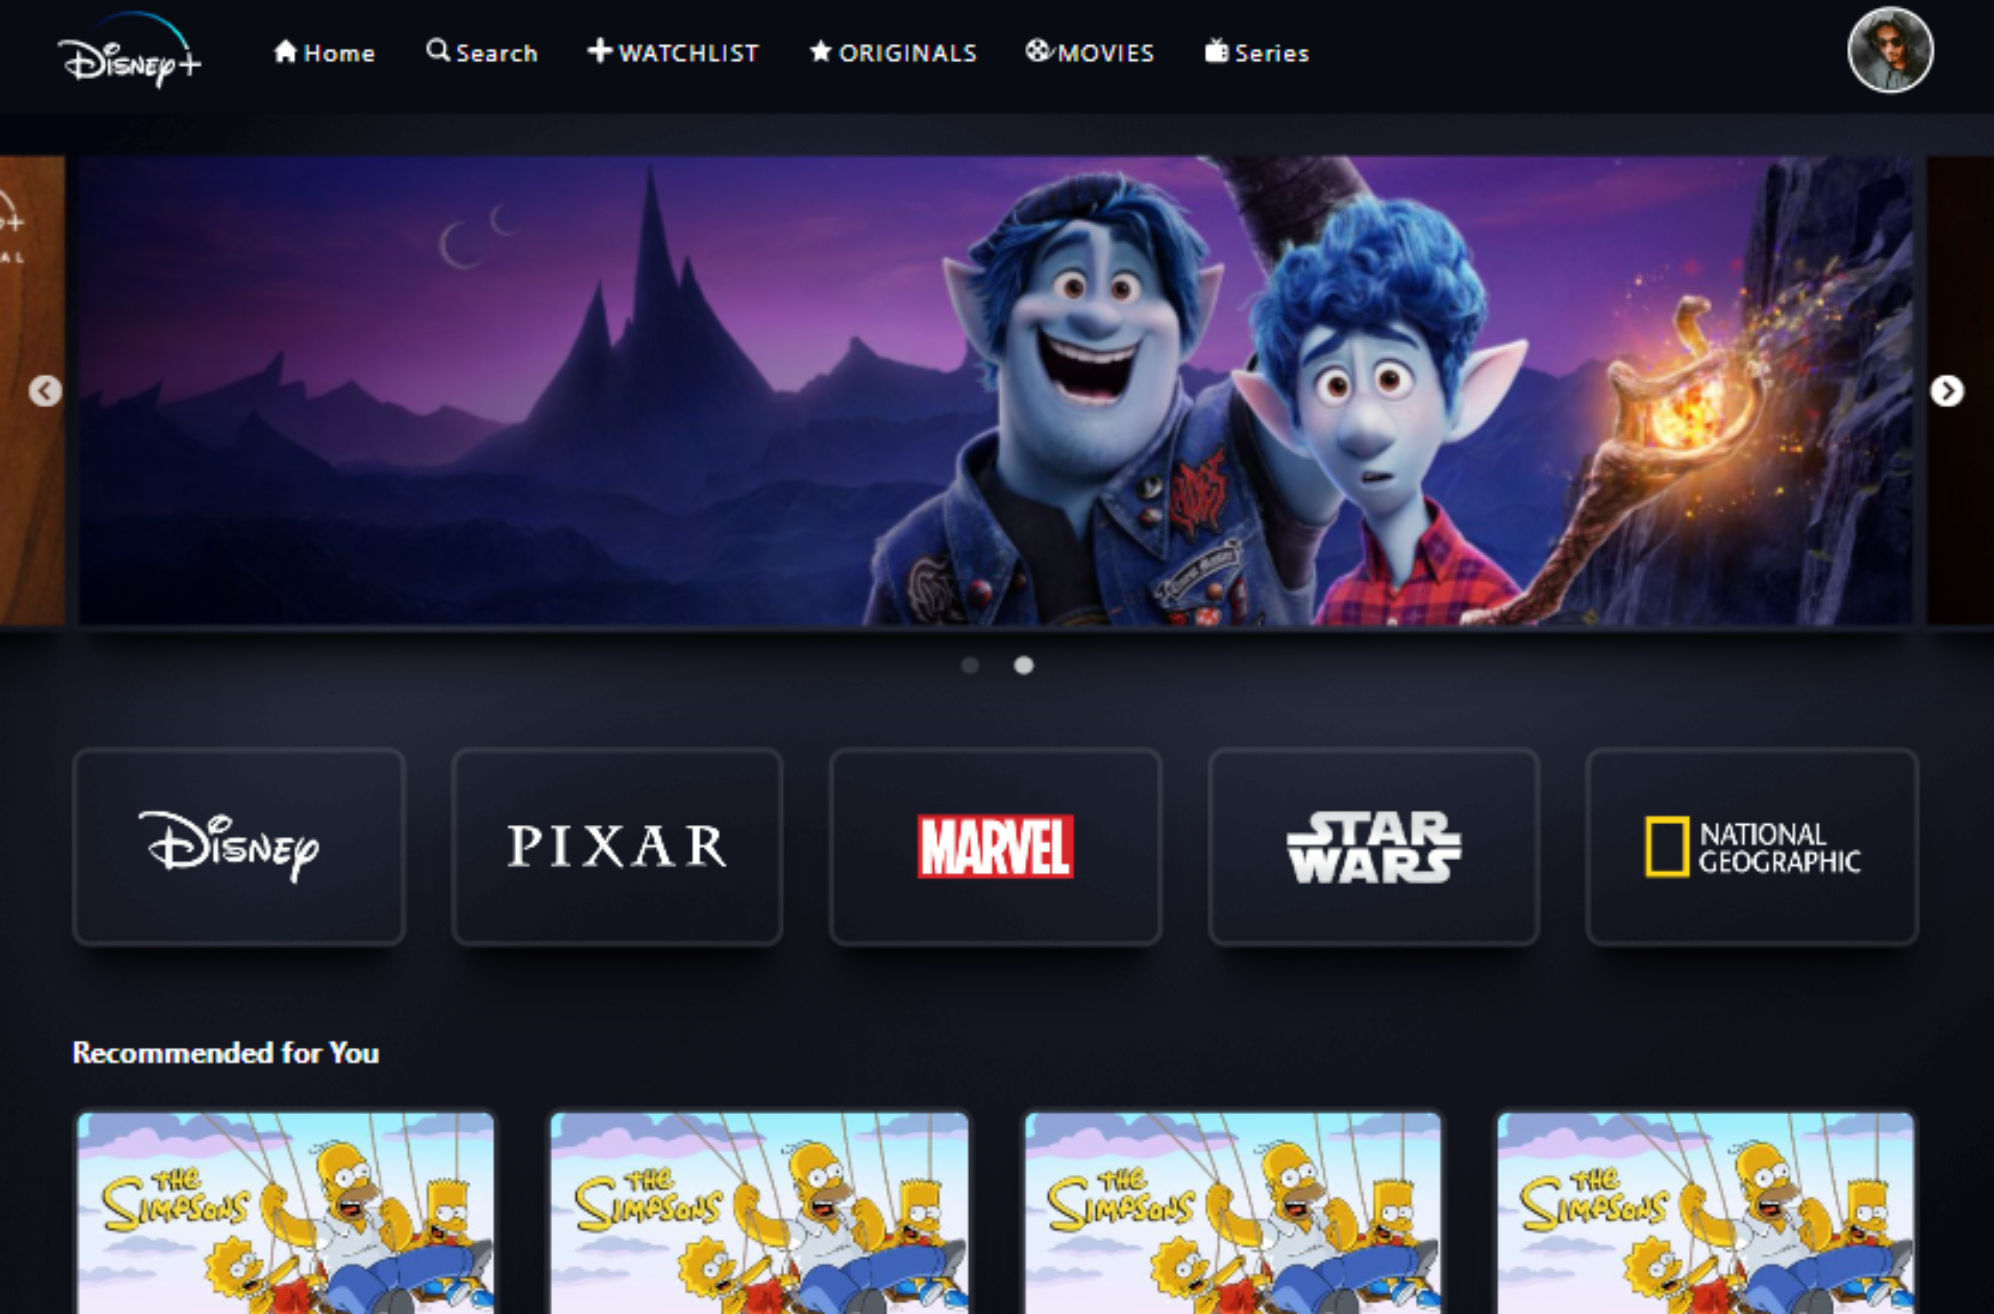 Disney+
Home
Search
WATCHLIST
ORIGINALS
MOVIES
Series
AL
Disney
PIXAR
MARVEL
STAR
WARS
NATIONAL
GEOGRAPHIC
Recommended for You
THE
SIMPSONS
THE
SIMPSONS
THE
SIMPSONS
THE
SIMPSONS